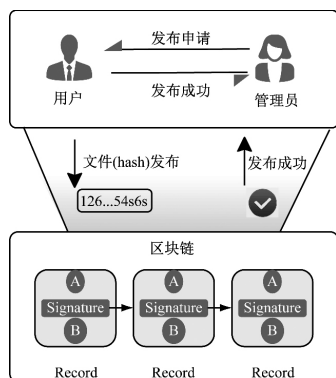 发布申请
用户
发布成功
管理员
文件(hash)发布
发布成功
126...54s6s
区块链
A
A
A
Signature
Signature
Signature
B
B
B
Record
Record
Record